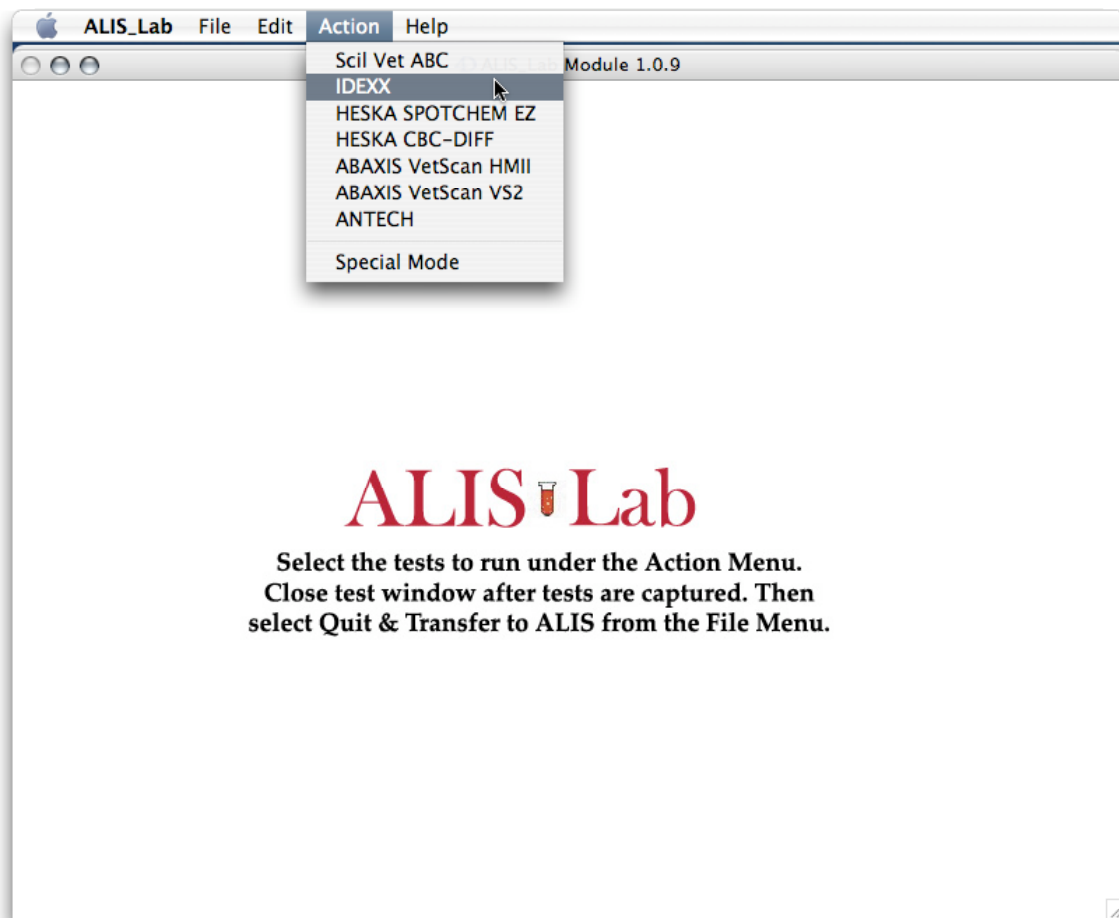 ALIS_Lab File Edit Action Help
Module 1.0.9
Scil Vet ABC
IDEXX
HESKA SPOTCHEM EZ
HESKA CBC-DIFF
ABAXIS VetScan HMII
ABAXIS VetScan VS2
ANTECH
Special Mode
ALIS Lab
Select the tests to run under the Action Menu.
Close test window after tests are captured. Then
select Quit & Transfer to ALIS from the File Menu.